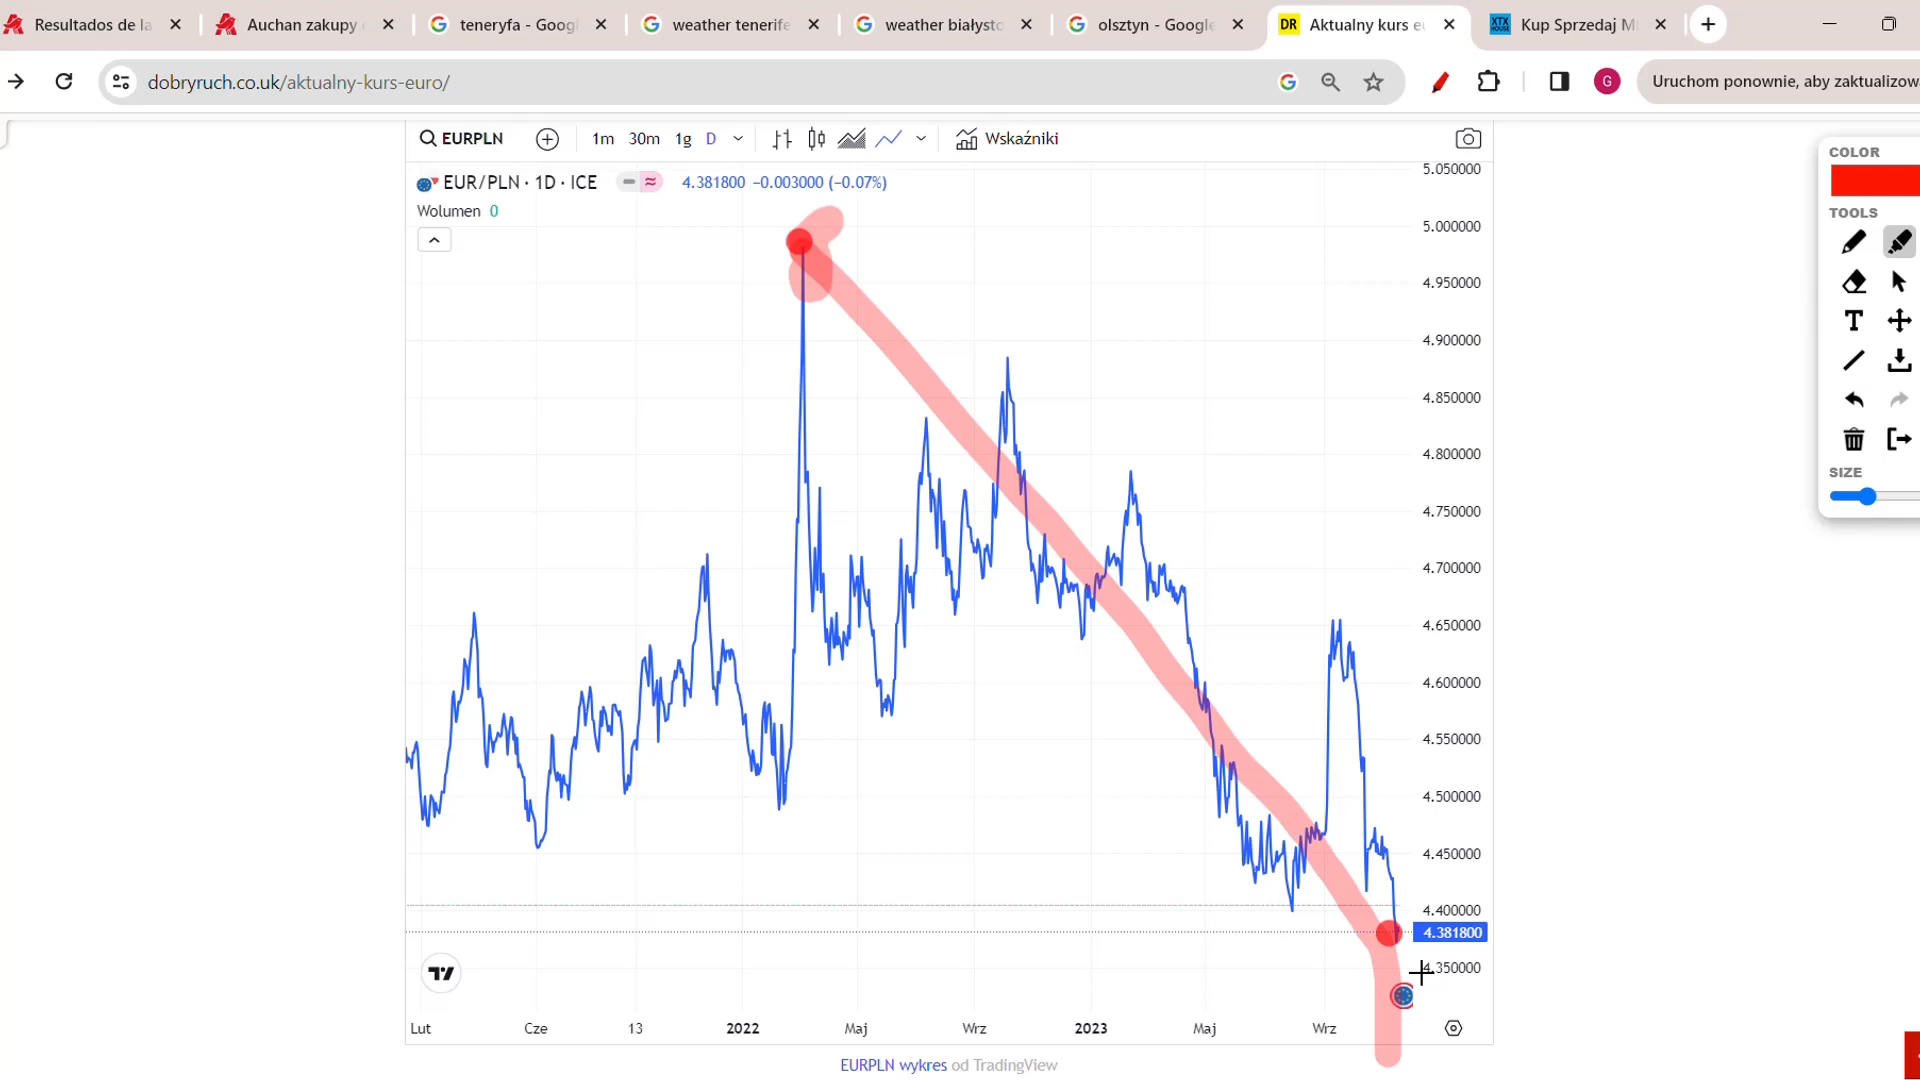 Resultados de la
Auchan zakupy
teneryfa - Goog
weather tenerife
weather białysto
olsztyn - Google
Aktualny kurs e
Kup Sprzedaj M
dobryruch.co.uk/aktualny-kurs-euro/
G
Uruchom ponownie, aby zaktualizow
EURPLN
1m 30m 1g D
Wskaźniki
EUR/PLN · 1D · ICE
4.381800 −0.003000 (−0.07%)
Wolumen 0
5.050000
5.000000
4.950000
4.900000
4.850000
4.800000
4.750000
4.700000
4.650000
4.600000
4.550000
4.500000
4.450000
4.400000
4.381800
4.350000
Lut Cze 13 2022 Maj Wrz 2023 Maj Wrz
EURPLN wykres od TradingView
COLOR
TOOLS
SIZE
DR
XTX
HOUSE